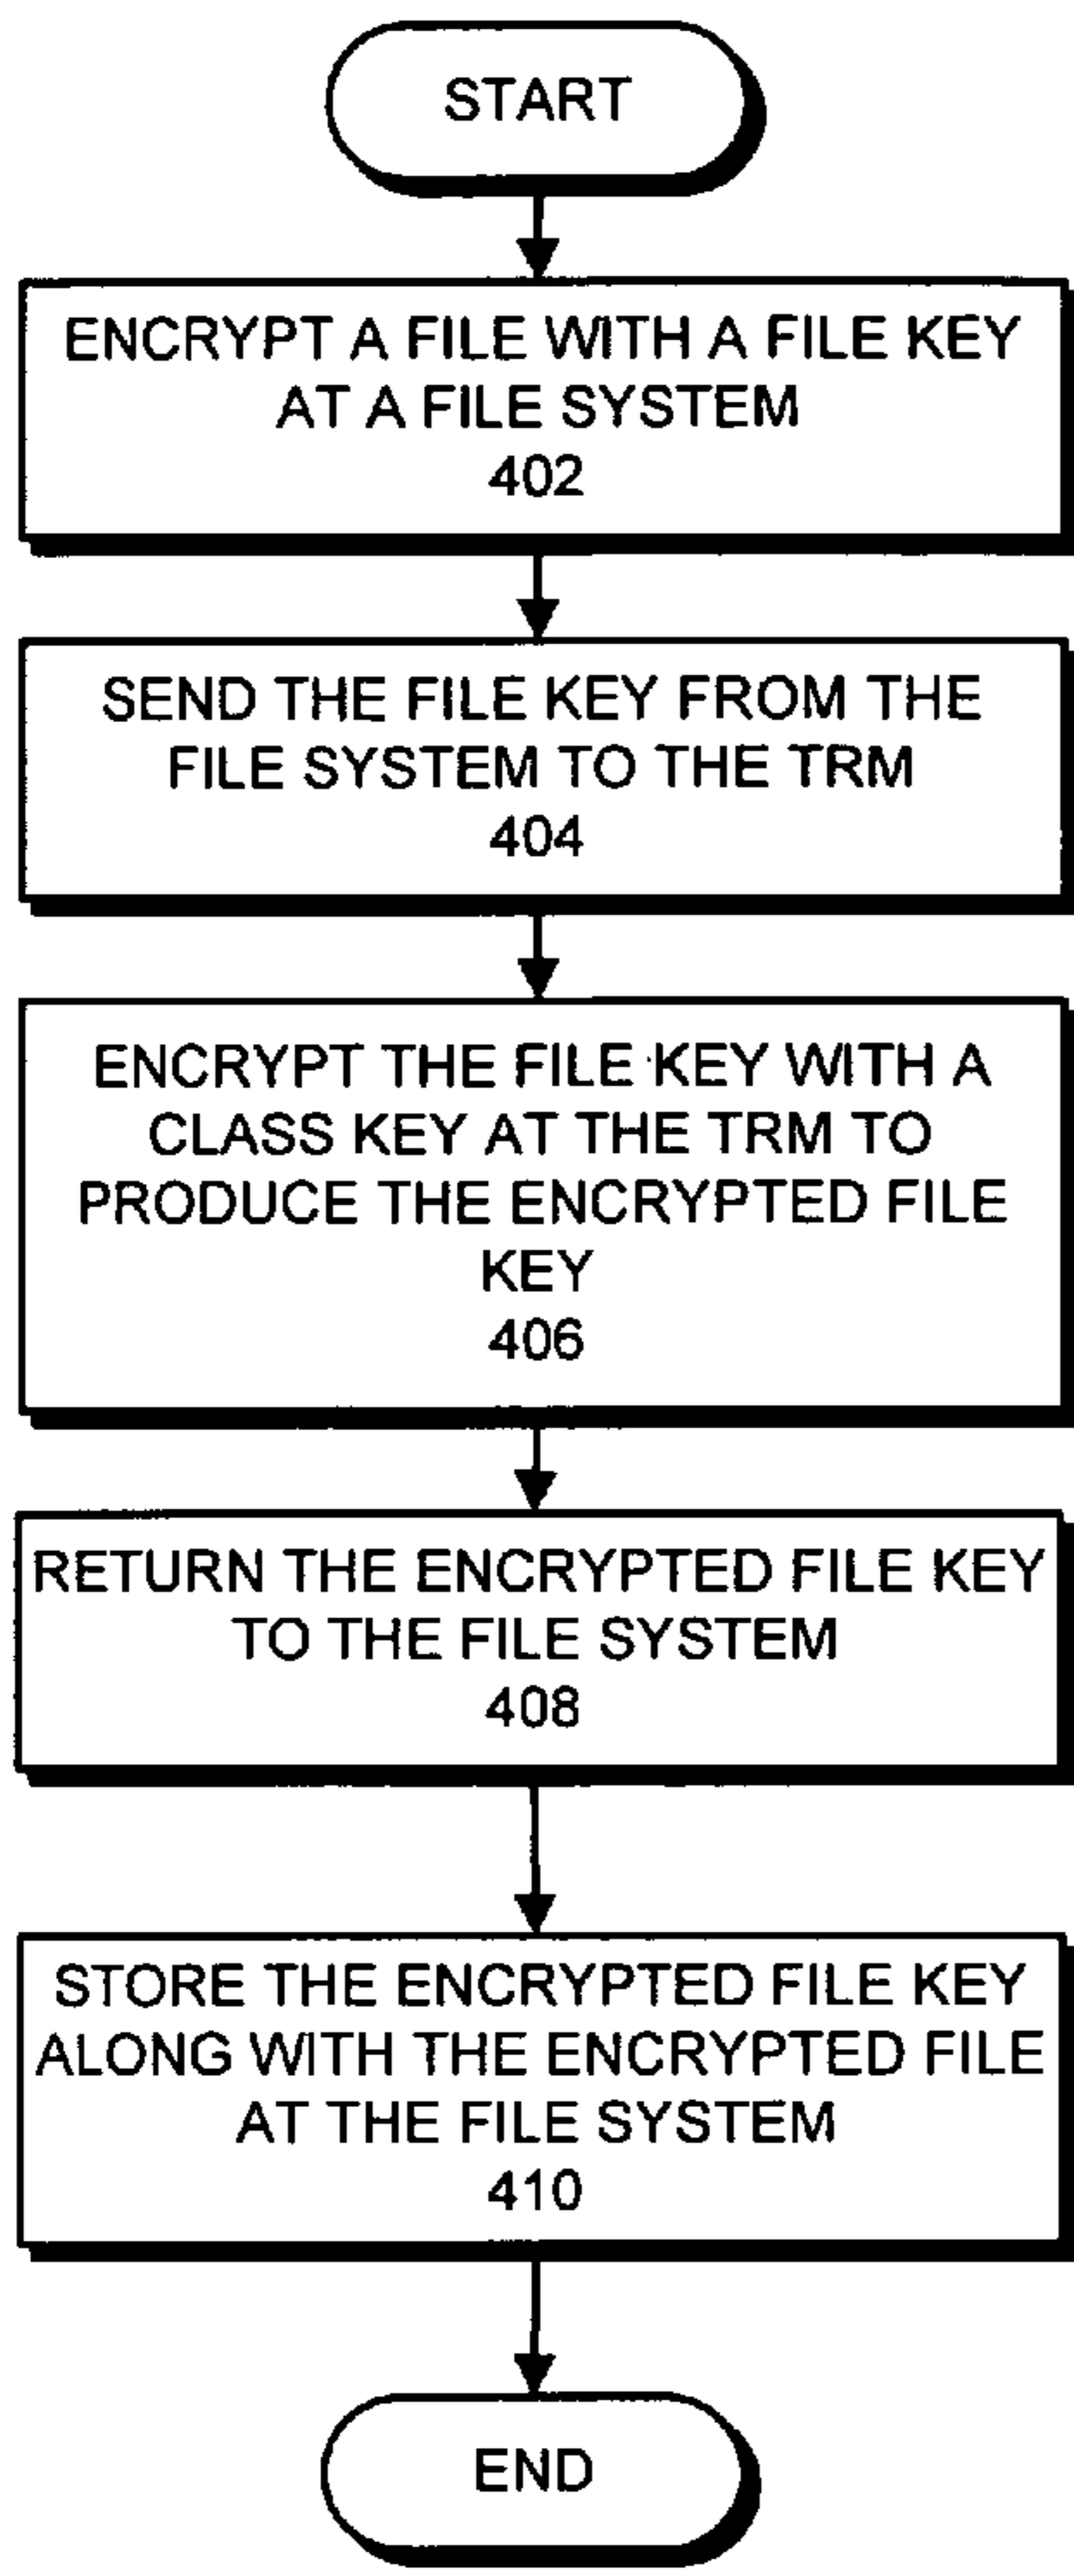 START
ENCRYPT A FILE WITH A FILE KEY
AT A FILE SYSTEM
402
SEND THE FILE KEY FROM THE
FILE SYSTEM TO THE TRM
404
ENCRYPT THE FILE KEY WITH A
CLASS KEY AT THE TRM TO
PRODUCE THE ENCRYPTED FILE
KEY
406
RETURN THE ENCRYPTED FILE KEY
TO THE FILE SYSTEM
408
STORE THE ENCRYPTED FILE KEY
ALONG WITH THE ENCRYPTED FILE
AT THE FILE SYSTEM
410
END